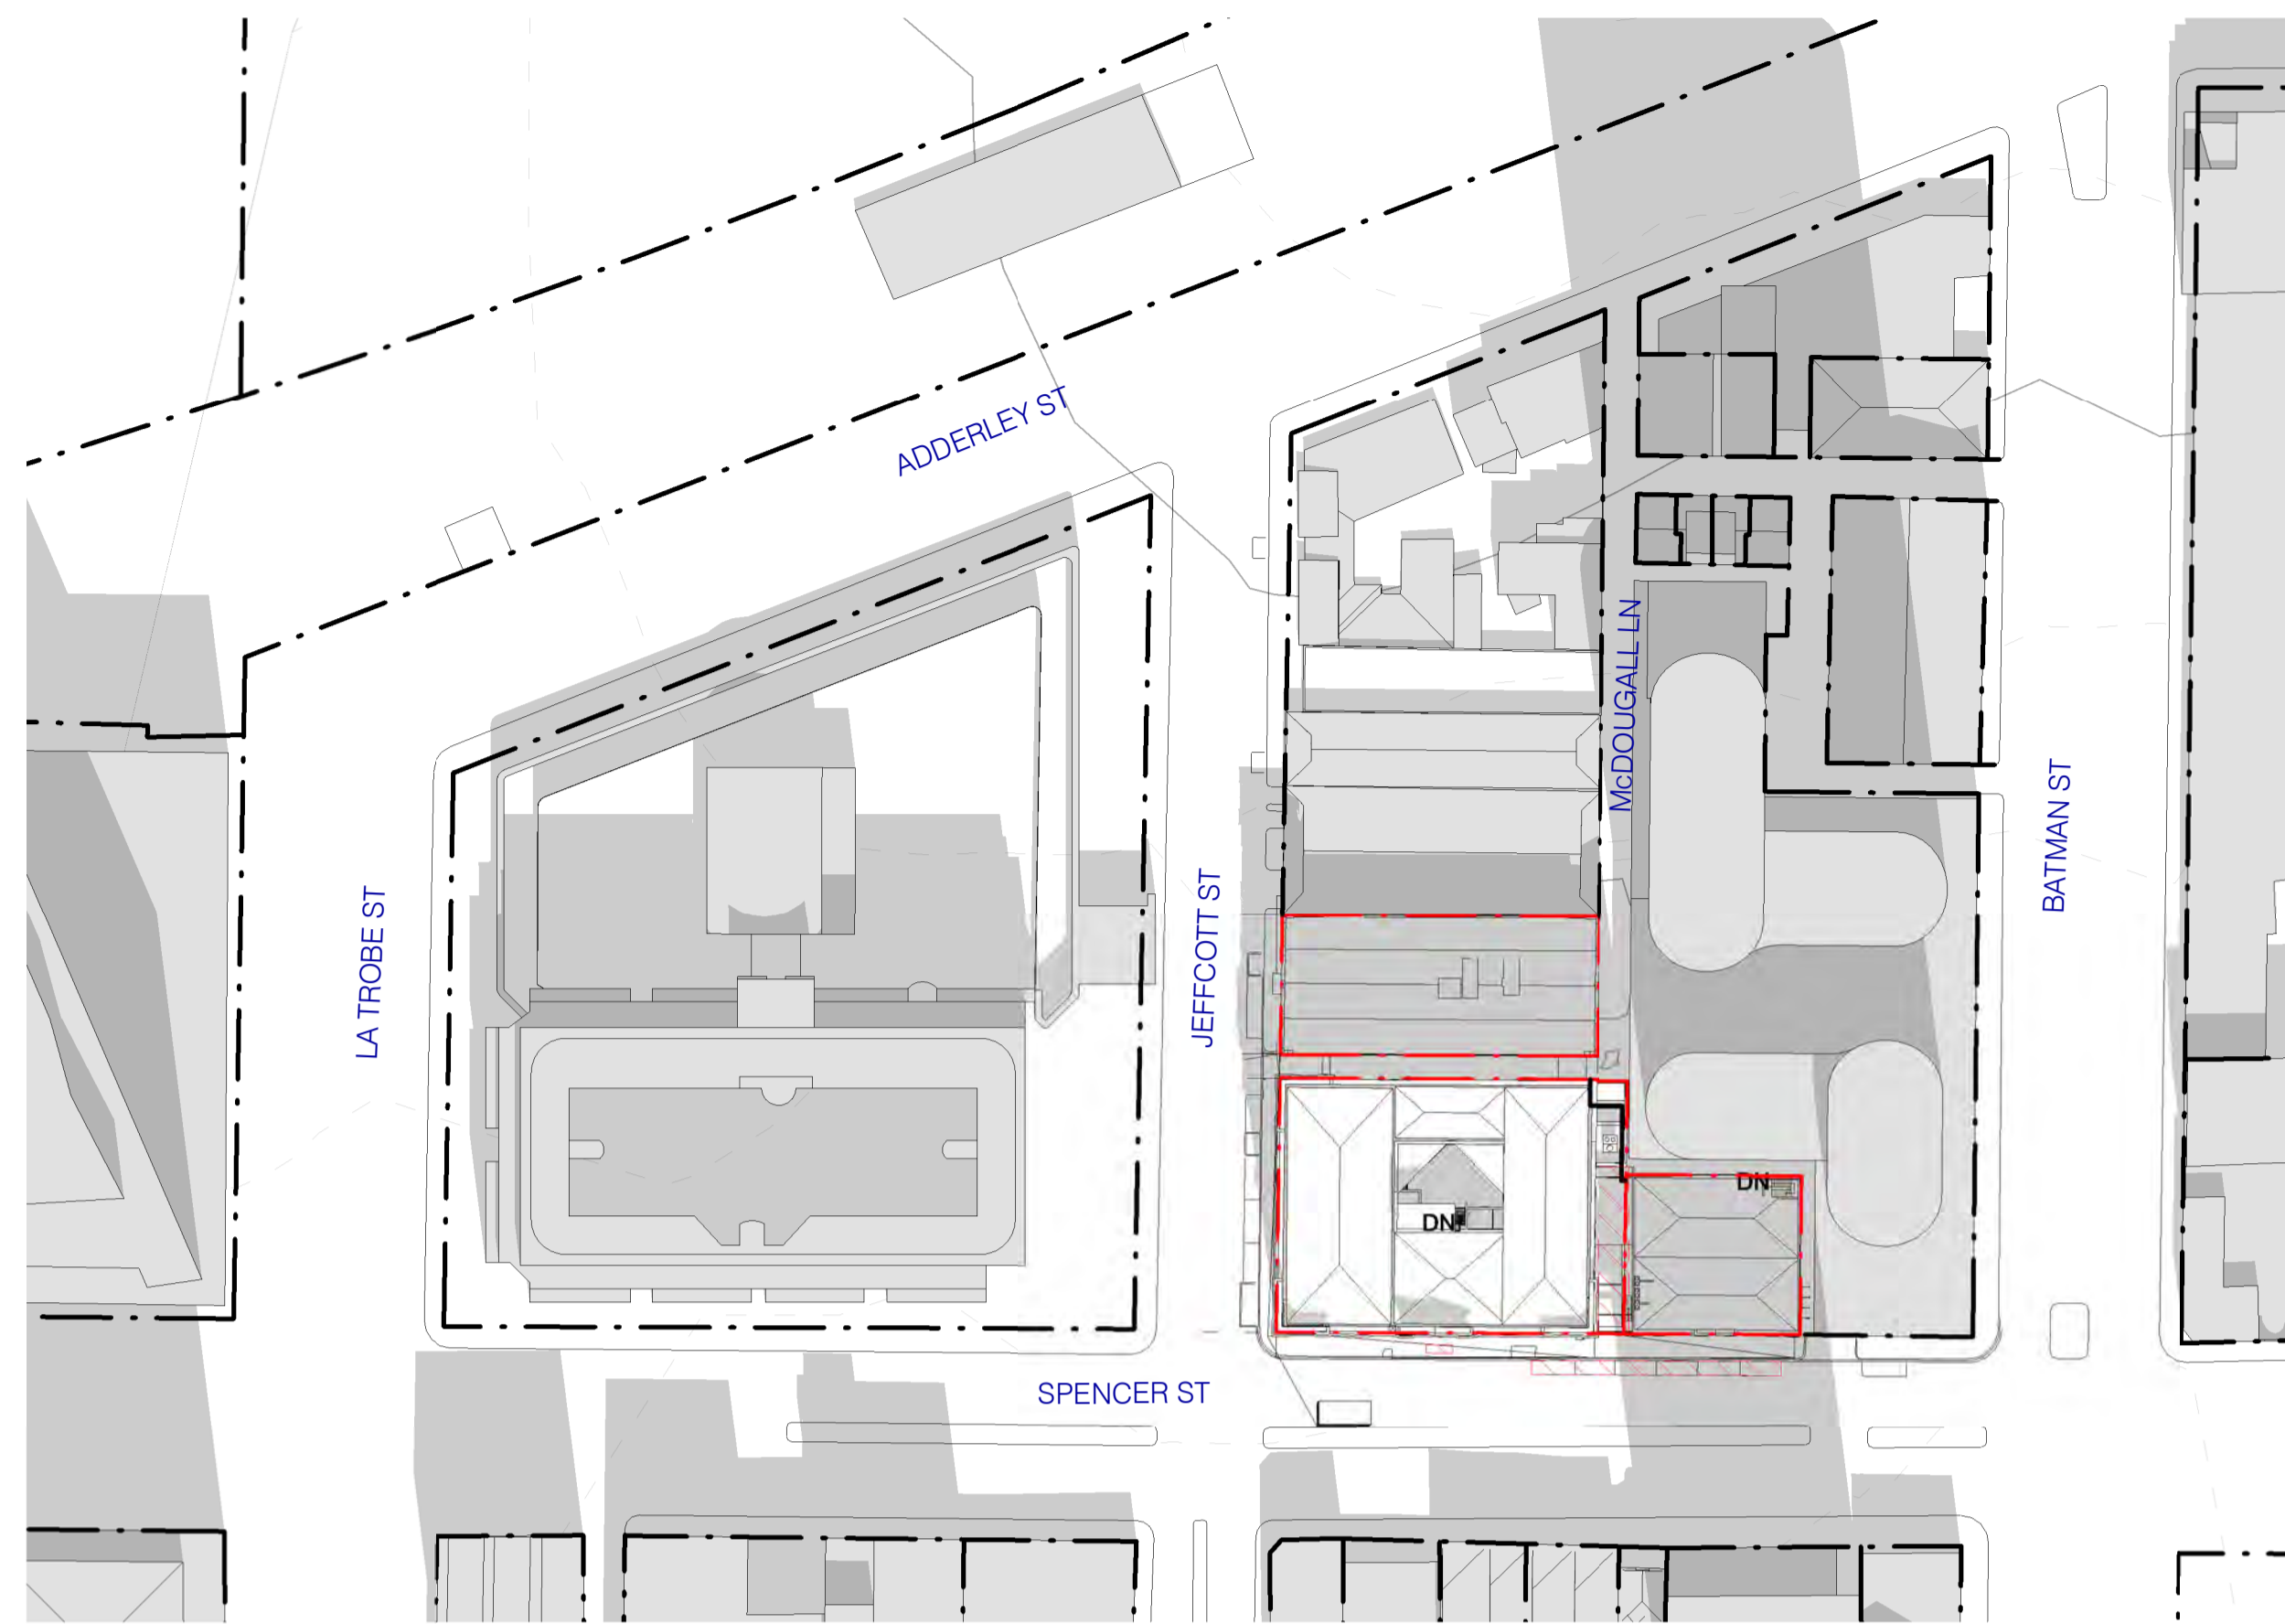 ADDERLEY ST
McDOUGALL LN
BATMAN ST
LA TROBE ST
JEFFCOTT ST
DN
DN
SPENCER ST